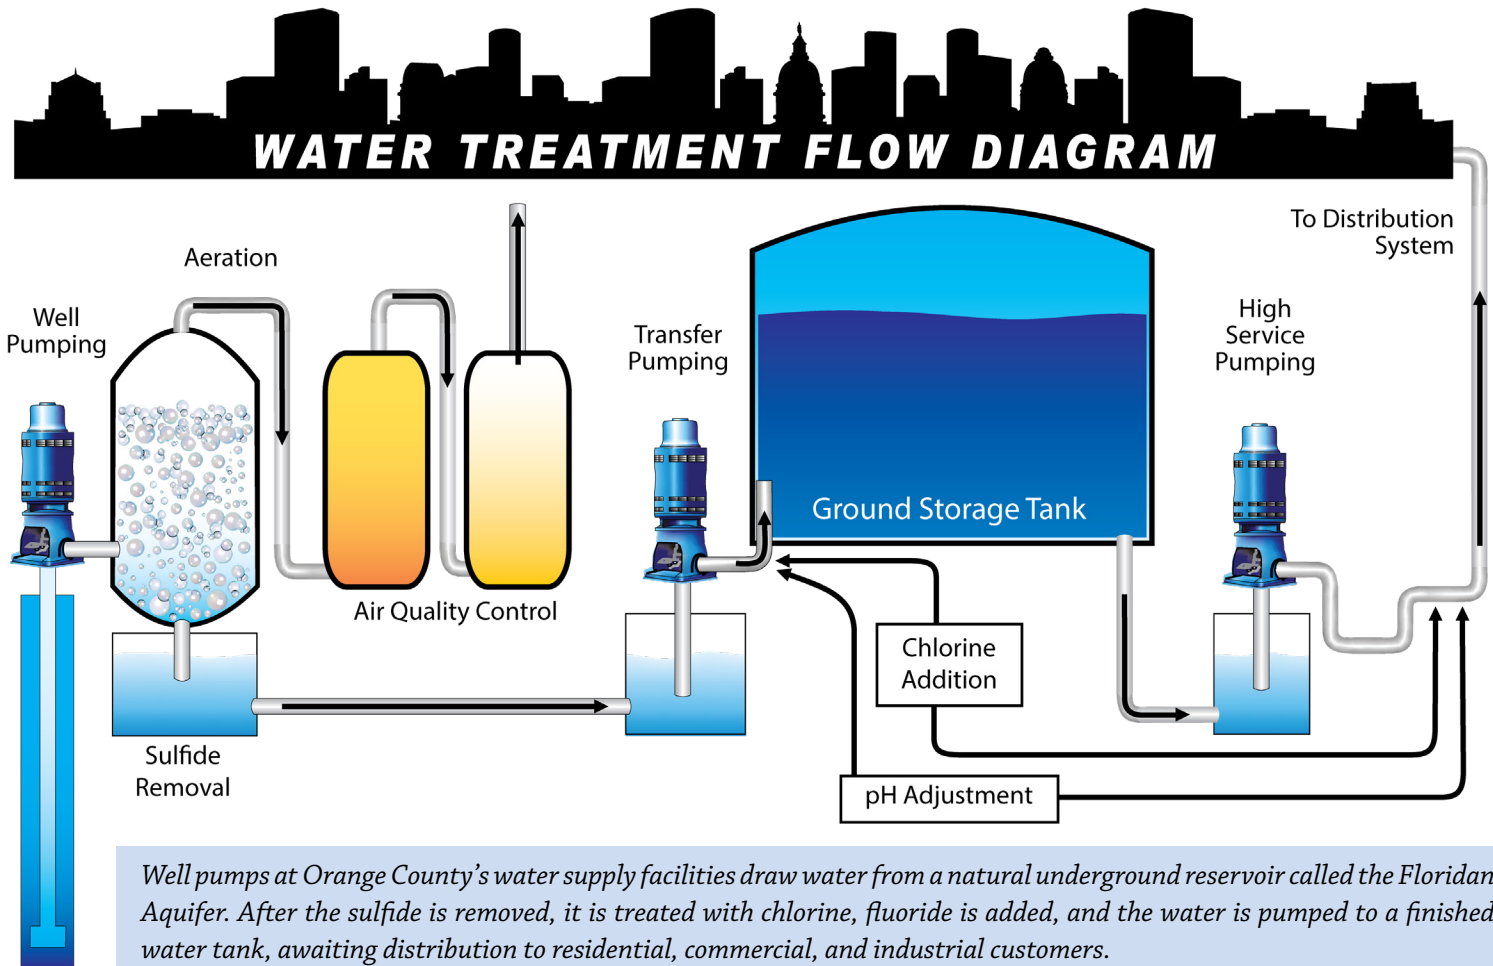 WATER TREATMENT FLOW DIAGRAM
To Distribution
System
Aeration
Well
Pumping
Transfer
Pumping
High
Service
Pumping
Ground Storage Tank
Air Quality Control
Chlorine
Addition
Sulfide
Removal
pH Adjustment
Well pumps at Orange County’s water supply facilities draw water from a natural underground reservoir called the Floridan
Aquifer. After the sulfide is removed, it is treated with chlorine, fluoride is added, and the water is pumped to a finished
water tank, awaiting distribution to residential, commercial, and industrial customers.